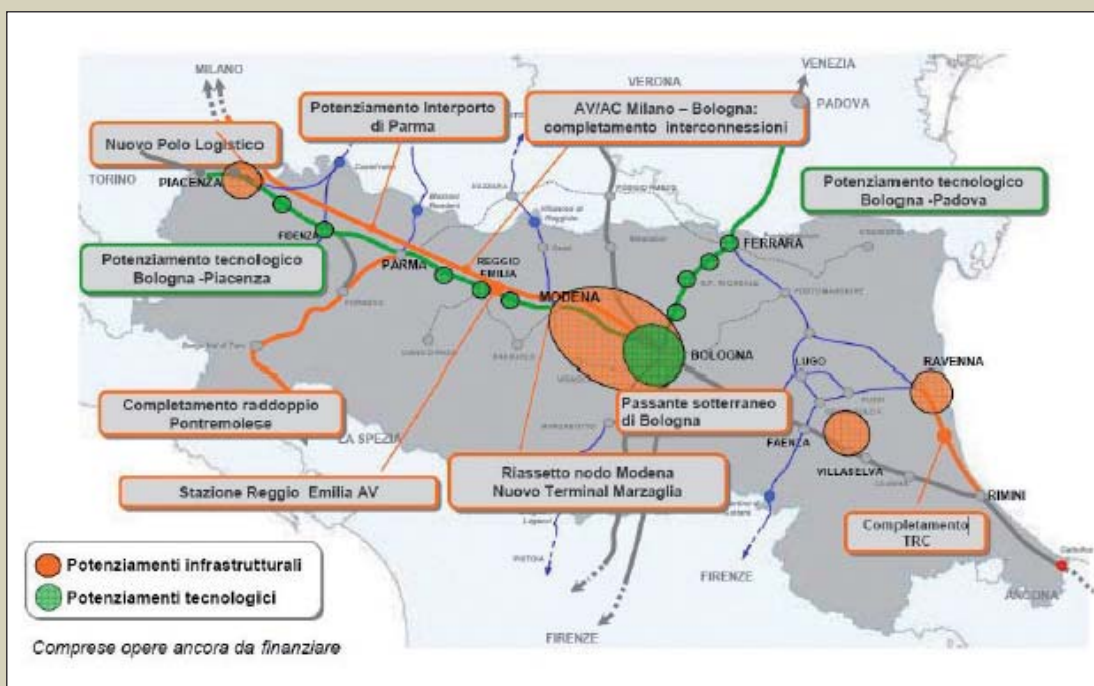 MILANO
VERONA
VENEZIA
PADOVA
Potenziamento Interporto
di Parma
AV/AC Milano – Bologna:
completamento interconnessioni
Nuovo Polo Logistico
TORINO
PIACENZA
Potenziamento tecnologico
Bologna -Padova
FIDENZA
FERRARA
Potenziamento tecnologico
Bologna -Piacenza
PARMA
REGGIO
EMILIA
MODENA
BOLOGNA
LUGO
RAVENNA
Completamento raddoppio
Pontremolese
LA SPEZIA
Passante sotterraneo
di Bologna
FAENZA
VILLASELVA
Stazione Reggio Emilia AV
Riassetto nodo Modena
Nuovo Terminal Marzaglia
RIMINI
Completamento
TRC
PISTOIA
FIRENZE
ANCONA
FIRENZE
Potenziamenti infrastrutturali
Potenziamenti tecnologici
Comprese opere ancora da finanziare